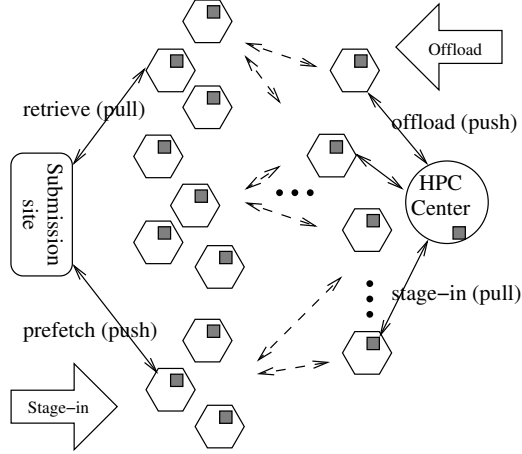 Offload
retrieve (pull)
offload (push)
Submission
site
HPC
Center
stage-in (pull)
prefetch (push)
Stage-in